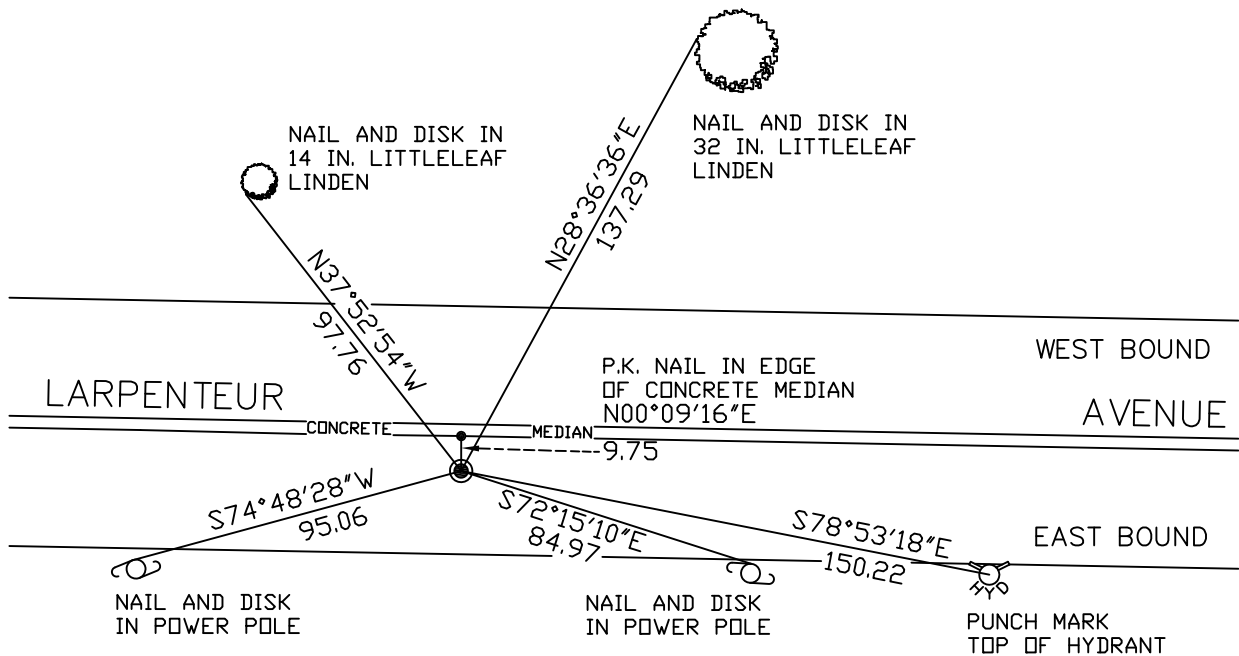 NAIL AND DISK IN
14 IN. LITTLELEAF
LINDEN
NAIL AND DISK IN
32 IN. LITTLELEAF
LINDEN
N28°36'36"E
137.29
N37°52'54"W
97.76
WEST BOUND
P.K. NAIL IN EDGE
OF CONCRETE MEDIAN
N00°09'16"E
9.75
LARPENTEUR
AVENUE
CONCRETE
MEDIAN
S74°48'28"W
95.06
S72°15'10"E
84.97
S78°53'18"E
150.22
EAST BOUND
HYD
NAIL AND DISK
IN POWER POLE
NAIL AND DISK
IN POWER POLE
PUNCH MARK
TOP OF HYDRANT